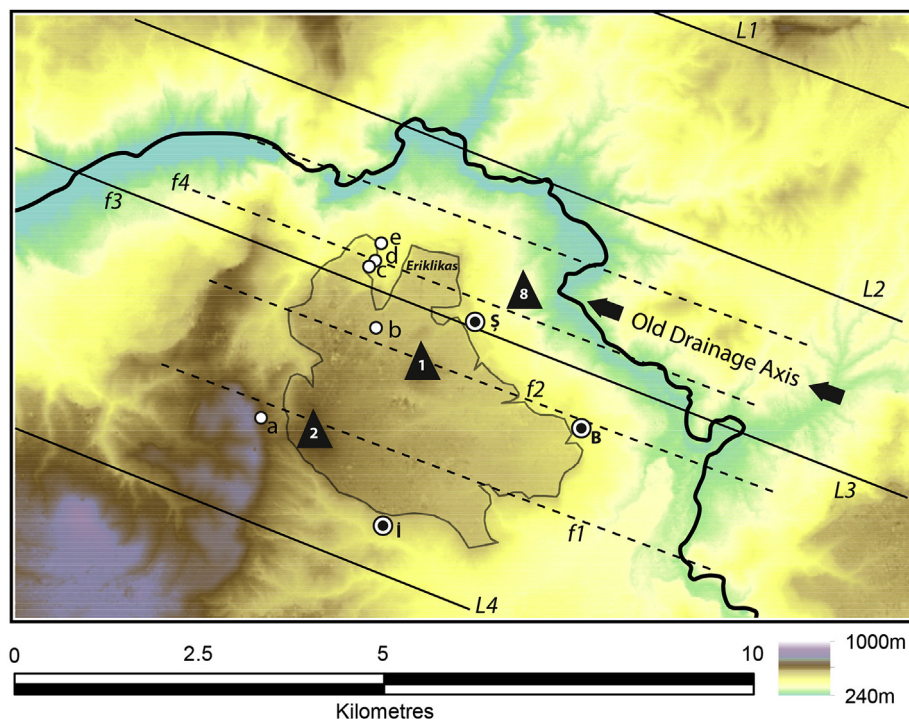 L1
f4
f3
e
d
c
Eriklikas
8
L2
Ş
Old Drainage Axis
b
1
f2
a
2
B
L3
i
f1
L4
0 2.5 5 10
Kilometres
1000m
240m